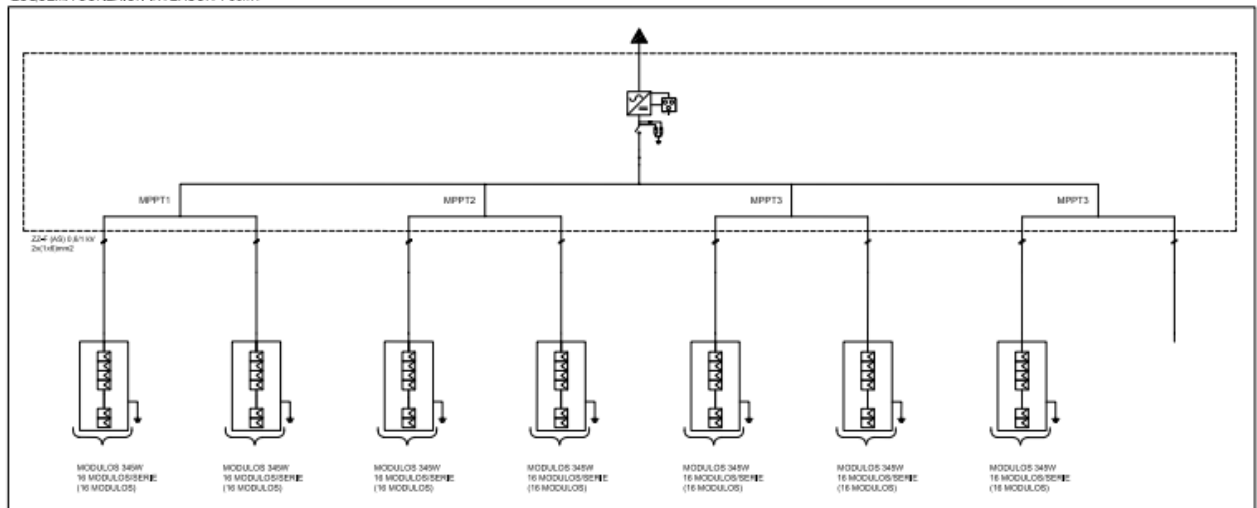 MPPT1
MPPT2
MPPT3
MPPT3
ZZ-F (AS) 0,6/1 kV
2x(1x6)mm2
MODULOS 345W
16 MODULOS/SERIE
(16 MODULOS)
MODULOS 345W
16 MODULOS/SERIE
(16 MODULOS)
MODULOS 345W
16 MODULOS/SERIE
(16 MODULOS)
MODULOS 345W
16 MODULOS/SERIE
(16 MODULOS)
MODULOS 345W
16 MODULOS/SERIE
(16 MODULOS)
MODULOS 345W
16 MODULOS/SERIE
(16 MODULOS)
MODULOS 345W
16 MODULOS/SERIE
(16 MODULOS)